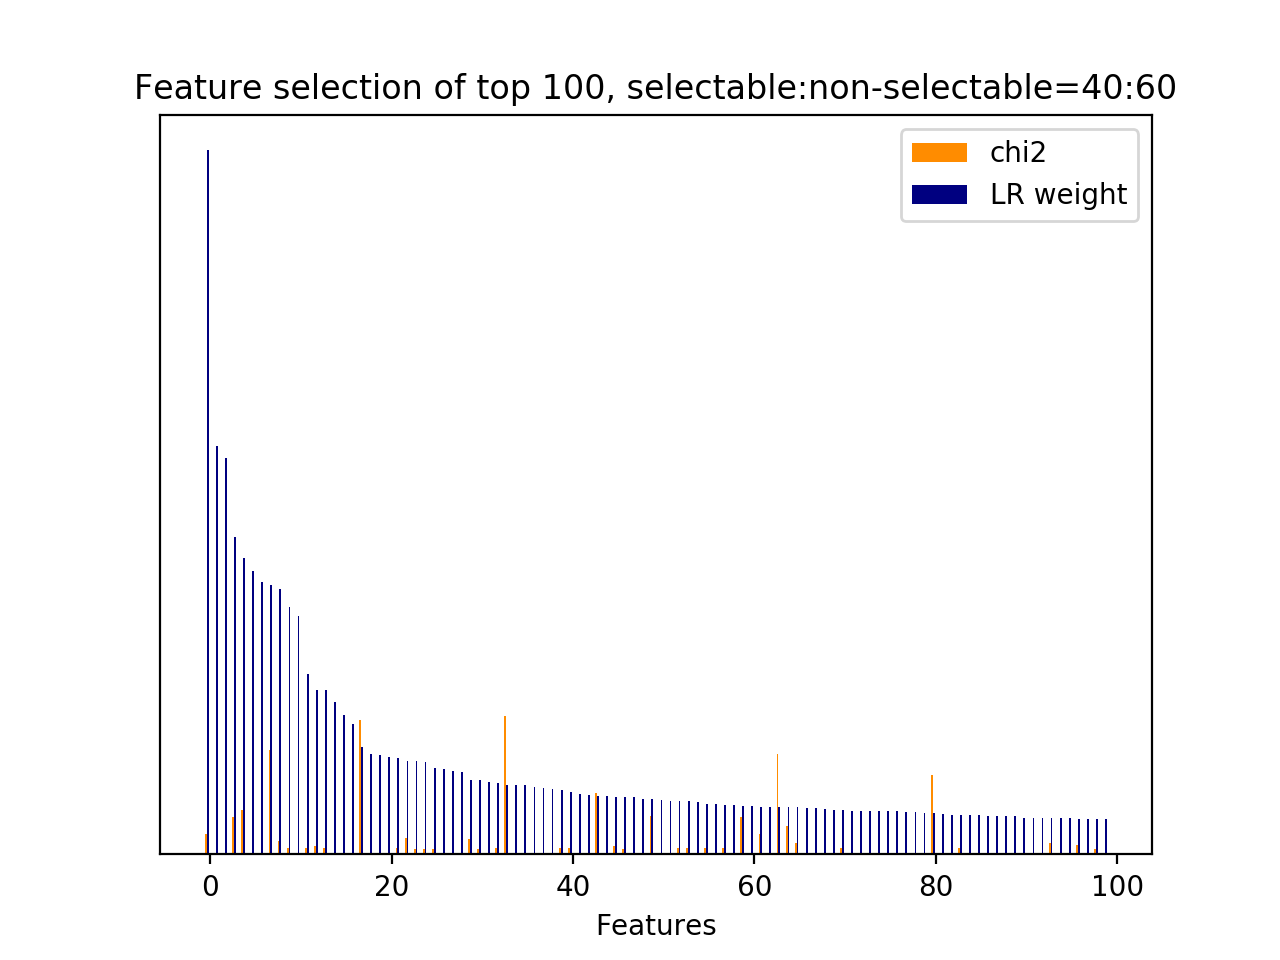 Feature selection of top 100, selectable:non-selectable=40:60
chi2
LR weight
0 20 40 60 80 100
Features